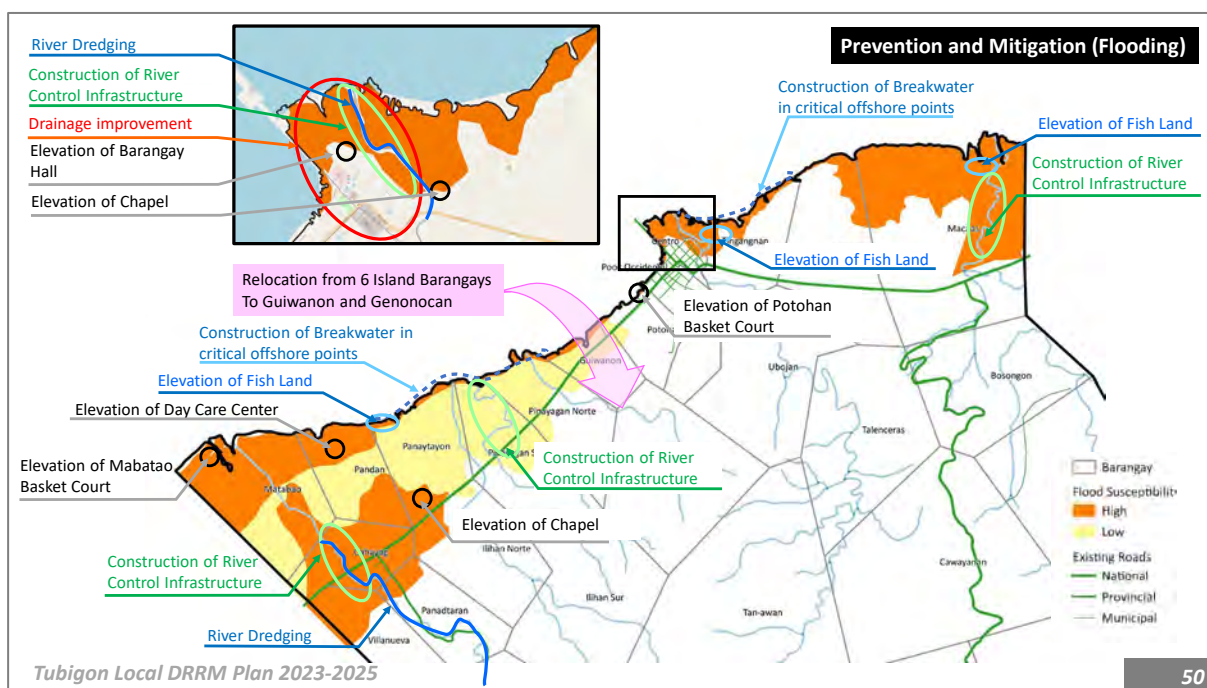 Prevention and Mitigation (Flooding)
River Dredging
Construction of River
Control Infrastructure
Drainage improvement
Elevation of Barangay
Hall
Elevation of Chapel
Construction of Breakwater
in critical offshore points
Elevation of Fish Land
Construction of River
Control Infrastructure
Elevation of Fish Land
Relocation from 6 Island Barangays
To Guiwanon and Genonocan
Elevation of Potohan
Basket Court
Construction of Breakwater in
critical offshore points
Elevation of Fish Land
Elevation of Day Care Center
Elevation of Mabatao
Basket Court
Construction of River
Control Infrastructure
Elevation of Chapel
Construction of River
Control Infrastructure
River Dredging
Centro
Guiwanon
Ubojan
Bosongon
Pinayagan Norte
Talenceras
Panaytayon
Pandan
Matabao
Ilihan Norte
Cawayanan
Ilihan Sur
Tan-awan
Panadtaran
Villanueva
Barangay
Flood Susceptibility
High
Low
Existing Roads
National
Provincial
Municipal
Tubigon Local DRRM Plan 2023-2025
50